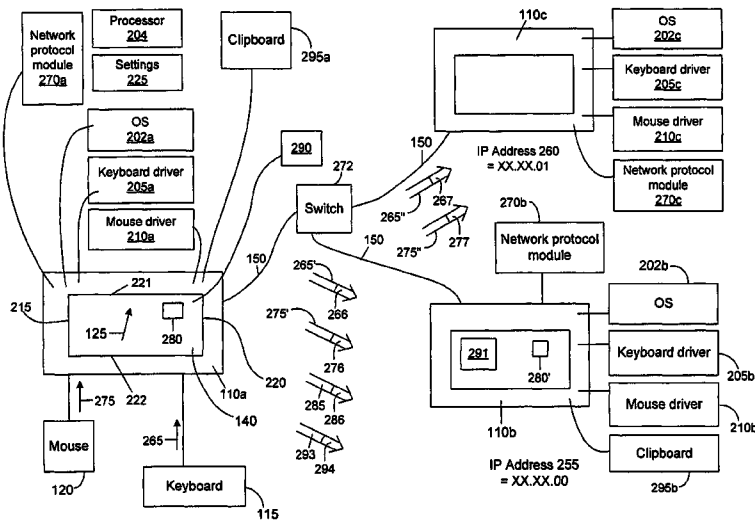 Network
protocol
module
270a
Processor
204
Settings
225
Clipboard
295a
OS
202a
Keyboard driver
205a
Mouse driver
210a
290
272
Switch
150
150
150
110c
OS
202c
Keyboard driver
205c
Mouse driver
210c
Network protocol
module
270c
IP Address 260
= XX.XX.01
265"
267
275"
277
270b
Network protocol
module
202b
OS
Keyboard driver
205b
Mouse driver
210b
Clipboard
295b
291
280'
110b
IP Address 255
= XX.XX.00
265'
266
275'
276
285
286
293
294
215
221
125
280
220
222
140
110a
275
265
Mouse
120
Keyboard
115